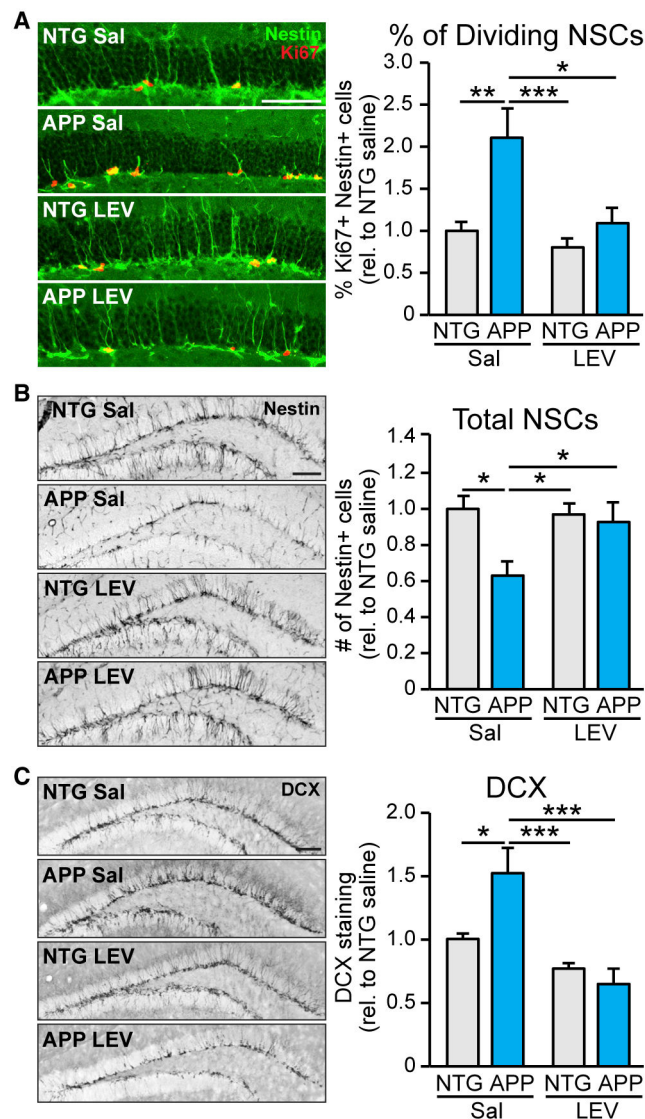 A
NTG Sal
Nestin
Ki67
APP Sal
NTG LEV
APP LEV
% of Dividing NSCs
% Ki67+ Nestin+ cells
(rel. to NTG saline)
3.0
2.5
2.0
1.5
1.0
0.5
0
**
***
*
NTG APP NTG APP
Sal LEV
B
NTG Sal
Nestin
APP Sal
NTG LEV
APP LEV
Total NSCs
# of Nestin+ cells
(rel. to NTG saline)
1.4
1.2
1.0
0.8
0.6
0.2
0
*
*
*
NTG APP NTG APP
Sal LEV
C
NTG Sal
DCX
APP Sal
NTG LEV
APP LEV
DCX
DCX staining
(rel. to NTG saline)
2.0
1.5
1.0
0.5
0
*
***
***
NTG APP NTG APP
Sal LEV